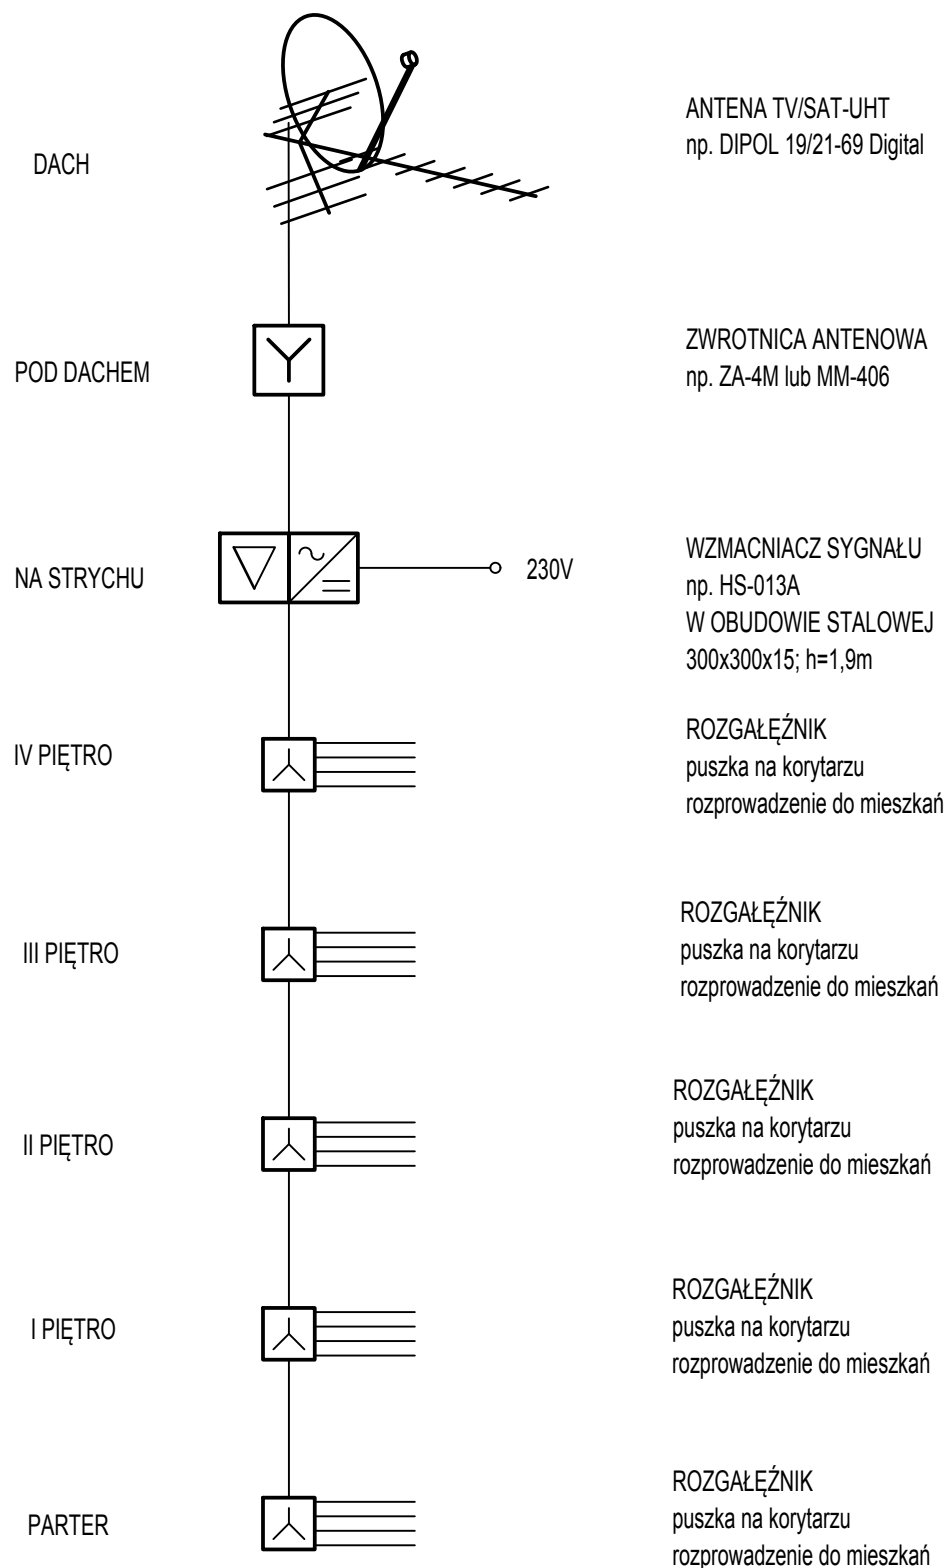 DACH
ANTENA TV/SAT-UHT
np. DIPOL 19/21-69 Digital
POD DACHEM
ZWROTNICA ANTENOWA
np. ZA-4M lub MM-406
NA STRYCHU
230V
WZMACNIACZ SYGNAŁU
np. HS-013A
W OBUDOWIE STALOWEJ
300x300x15; h=1,9m
IV PIĘTRO
ROZGAŁĘŹNIK
puszka na korytarzu
rozprowadzenie do mieszkań
III PIĘTRO
ROZGAŁĘŹNIK
puszka na korytarzu
rozprowadzenie do mieszkań
II PIĘTRO
ROZGAŁĘŹNIK
puszka na korytarzu
rozprowadzenie do mieszkań
I PIĘTRO
ROZGAŁĘŹNIK
puszka na korytarzu
rozprowadzenie do mieszkań
PARTER
ROZGAŁĘŹNIK
puszka na korytarzu
rozprowadzenie do mieszkań